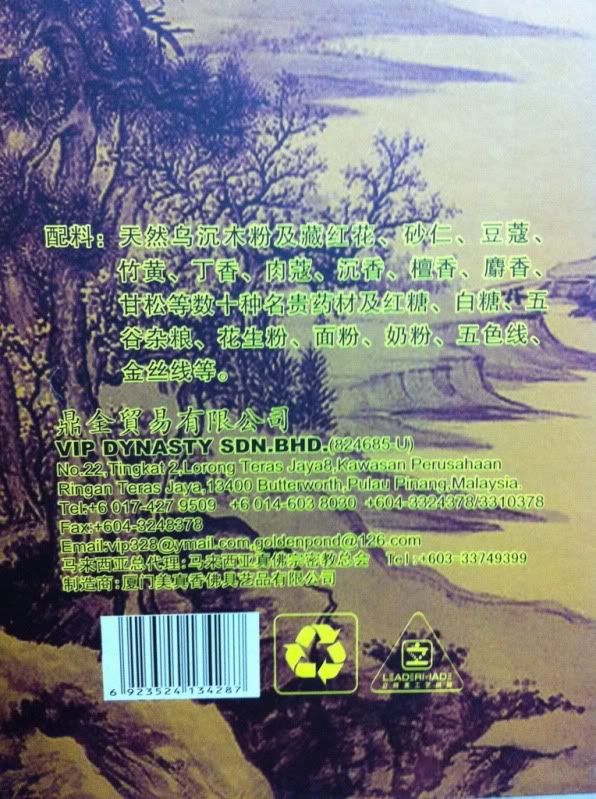 配料：天然乌沉木粉及藏红花、砂仁、豆蔻、
竹黄、丁香、肉蔻、沉香、檀香、麝香、
甘松等数十种名贵药材及红糖、白糖、五
谷杂粮、花生粉、面粉、奶粉、五色线、
金丝线等。
鼎全貿易有限公司
VIP DYNASTY SDN.BHD.(824685-U)
No.22,Tingkat 2,Lorong Teras Jaya8,Kawasan Perusahaan
Ringan Teras Jaya,13400 Butterworth,Pulau Pinang,Malaysia.
Tel:+6 017-427 9509 +6 014-603 8030 +604-3324378/3310378
Fax:+604-3248378
Email:vip328@ymail.com,goldenpond@126.com
马来西亚总代理:马来西亚真佛宗密教总会 Tel:+603-33749399
制造商:厦门美真香佛具艺品有限公司
6 923524 134287
LEADERMADE